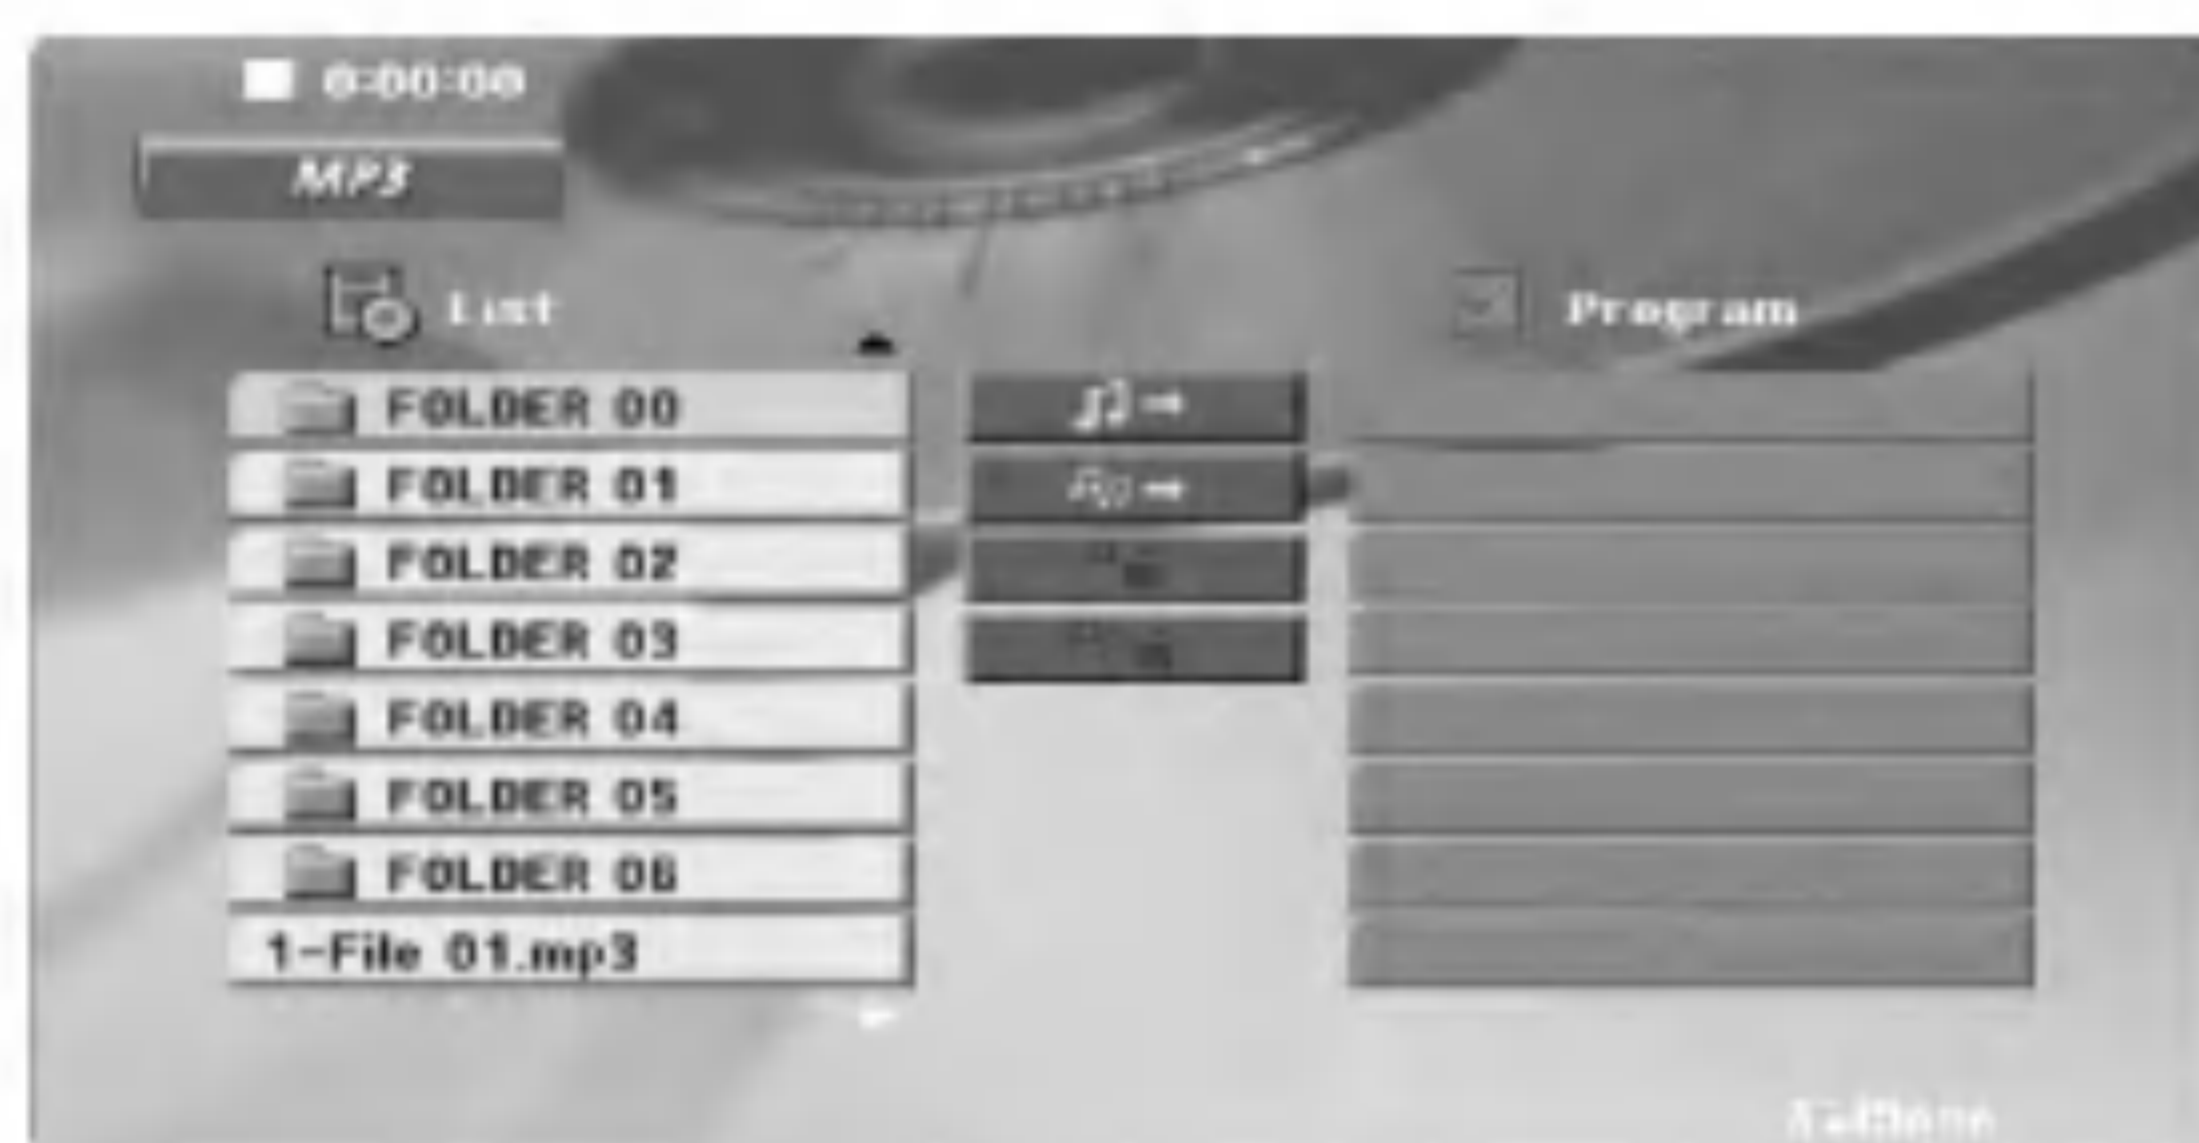 0:00:00
MP3
List
Program
FOLDER 00
FOLDER 01
FOLDER 02
FOLDER 03
FOLDER 04
FOLDER 05
FOLDER 06
1-File 01.mp3